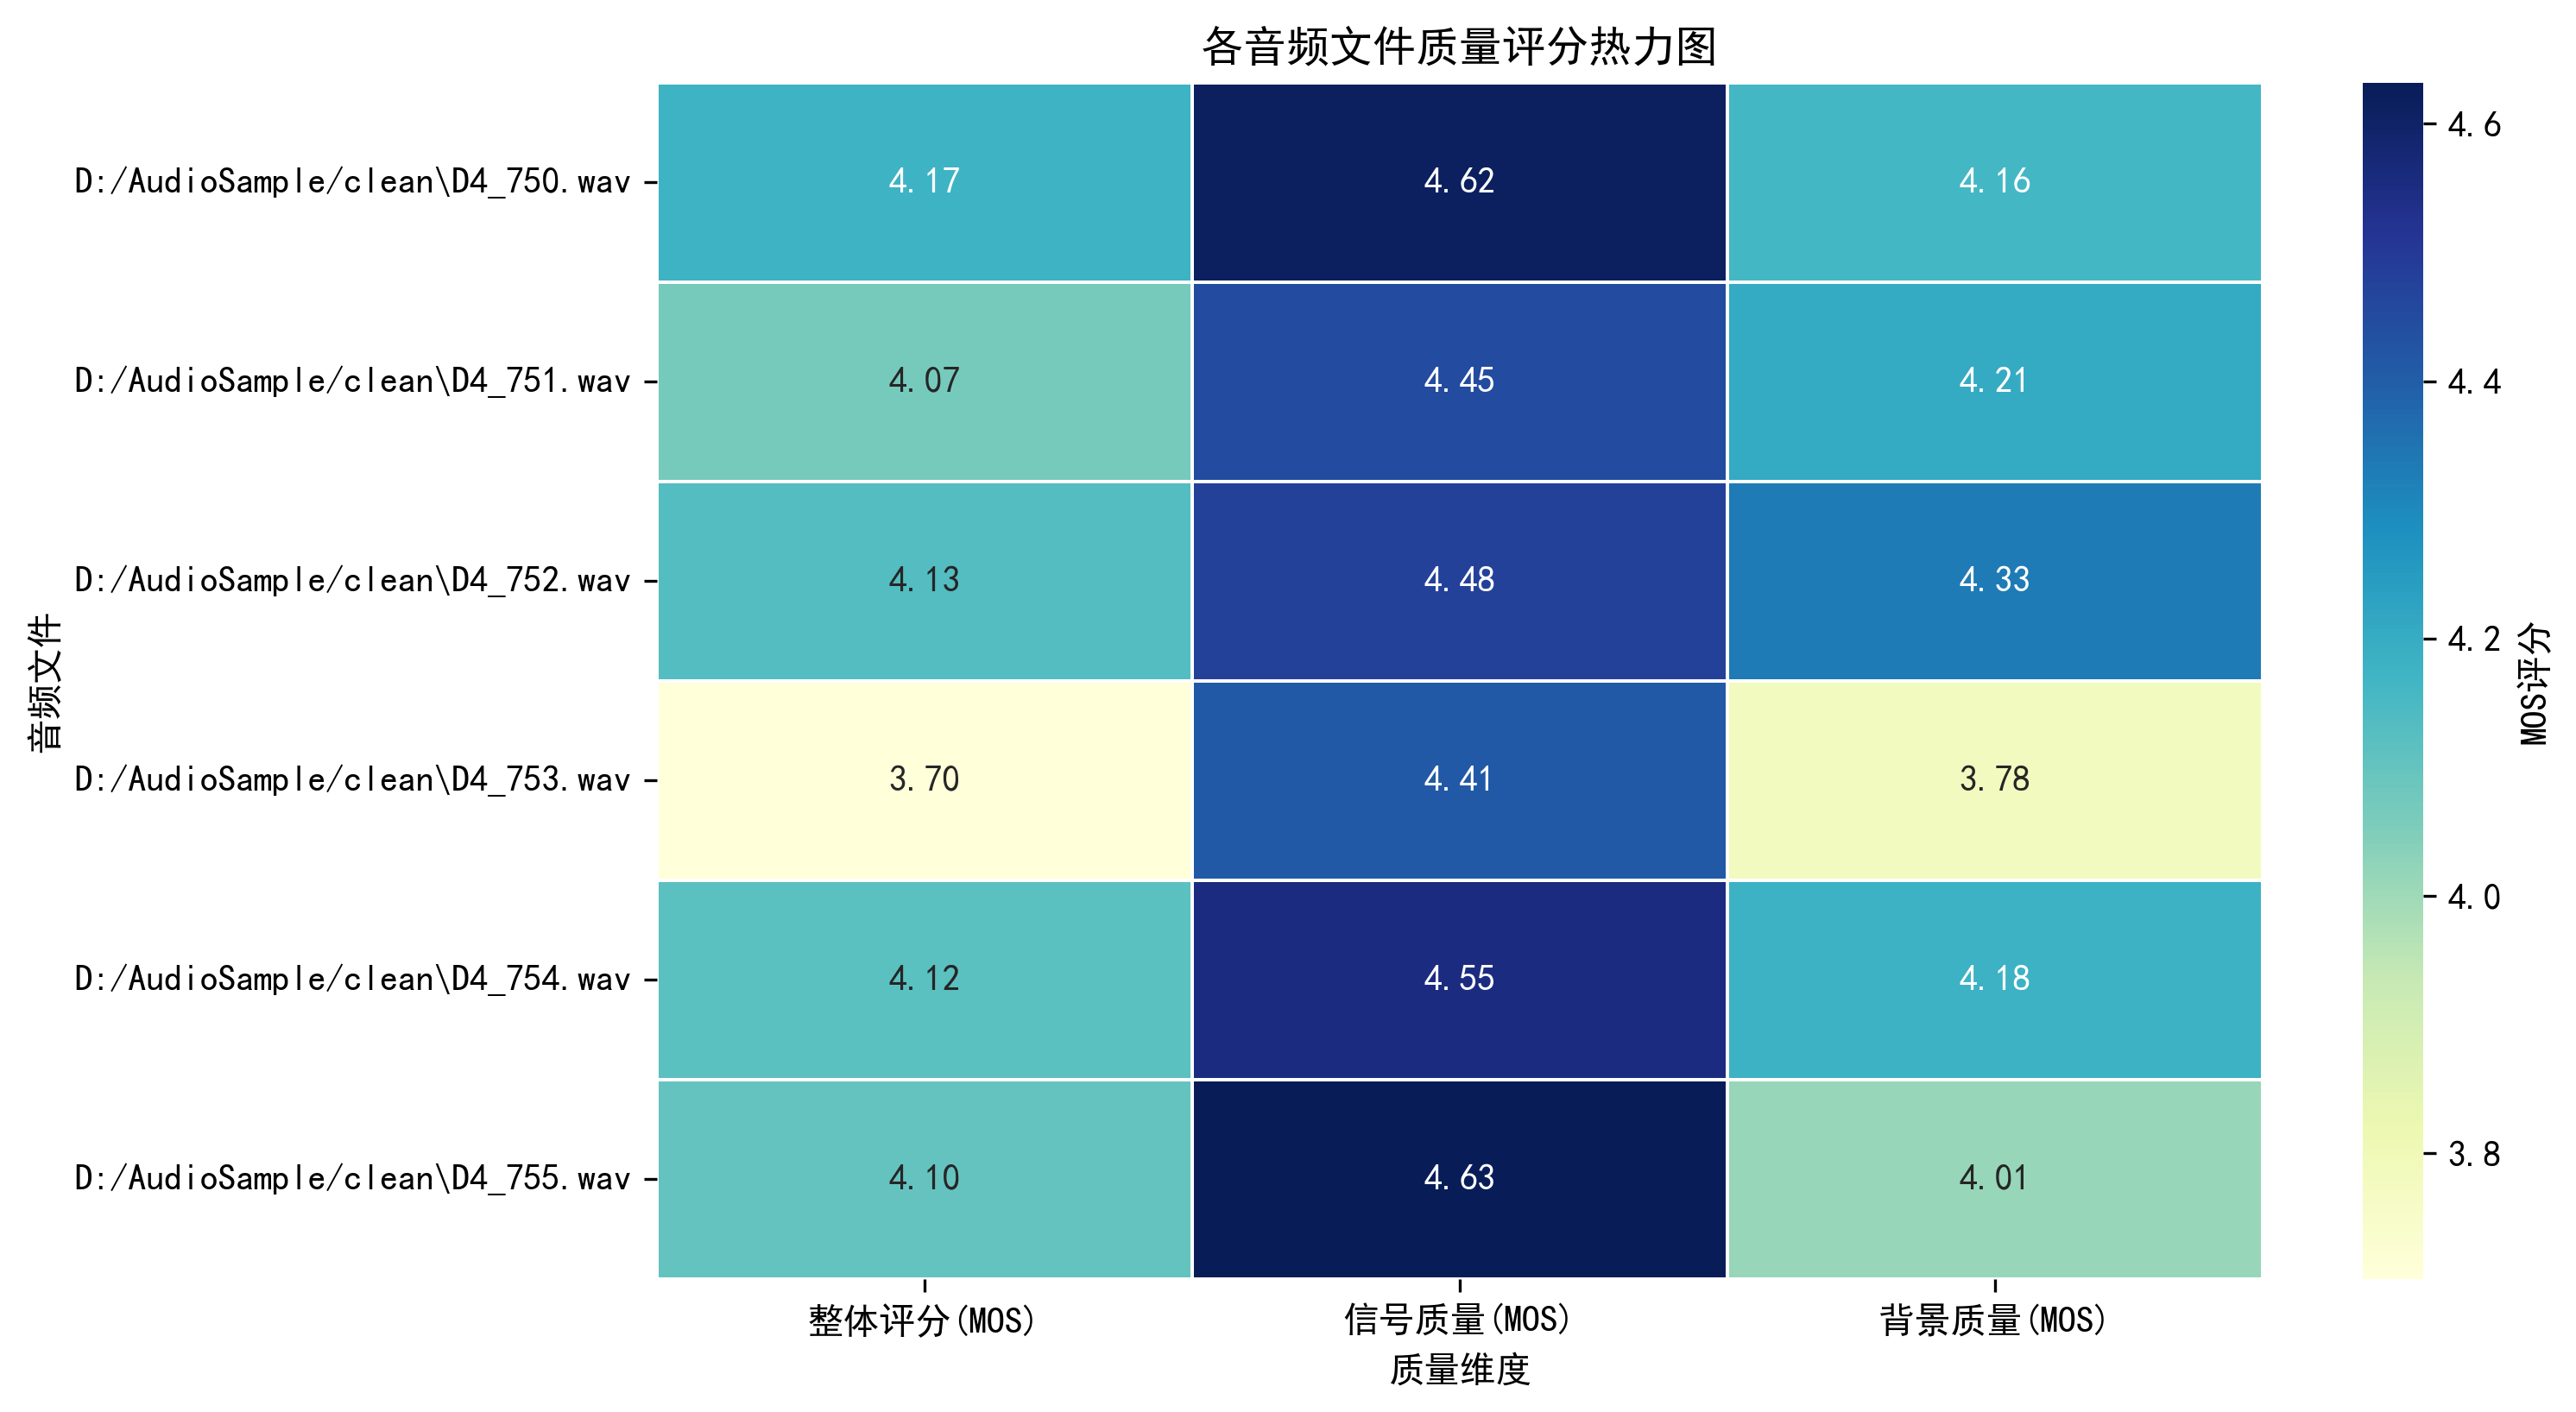 各音频文件质量评分热力图
D:/AudioSample/clean\D4_750.wav
4.17
4.62
4.16
D:/AudioSample/clean\D4_751.wav
4.07
4.45
4.21
D:/AudioSample/clean\D4_752.wav
4.13
4.48
4.33
D:/AudioSample/clean\D4_753.wav
3.70
4.41
3.78
D:/AudioSample/clean\D4_754.wav
4.12
4.55
4.18
D:/AudioSample/clean\D4_755.wav
4.10
4.63
4.01
音频文件
整体评分(MOS)
信号质量(MOS)
背景质量(MOS)
质量维度
4.6
4.4
4.2
4.0
3.8
MOS评分